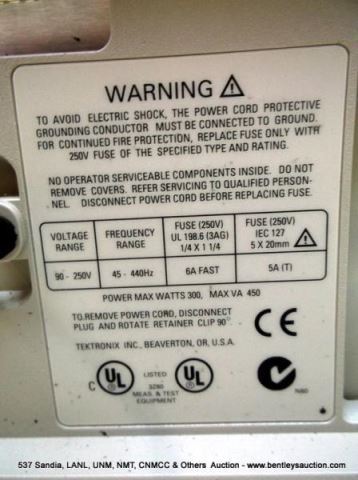 WARNING
TO AVOID ELECTRIC SHOCK, THE POWER CORD PROTECTIVE
GROUNDING CONDUCTOR MUST BE CONNECTED TO GROUND.
FOR CONTINUED FIRE PROTECTION, REPLACE FUSE ONLY WITH
250V FUSE OF THE SPECIFIED TYPE AND RATING.
NO OPERATOR SERVICEABLE COMPONENTS INSIDE. DO NOT
REMOVE COVERS. REFER SERVICING TO QUALIFIED PERSON-
NEL. DISCONNECT POWER CORD BEFORE REPLACING FUSE.
VOLTAGE RANGE
FREQUENCY RANGE
FUSE (250V) UL 198.6 (3AG) 1/4 X 1 1/4
FUSE (250V) IEC 127 5 X 20mm
90 - 250V
45 - 440Hz
6A FAST
5A (T)
POWER MAX WATTS 300, MAX VA 450
TO REMOVE POWER CORD, DISCONNECT
PLUG AND ROTATE RETAINER CLIP 90°
CE
TEKTRONIX INC., BEAVERTON, OR, U.S.A.
C UL LISTED UL N80
3Z80
MEAS. & TEST
EQUIPMENT
537 Sandia, LANL, UNM, NMT, CNMCC & Others Auction - www.bentleysauction.com